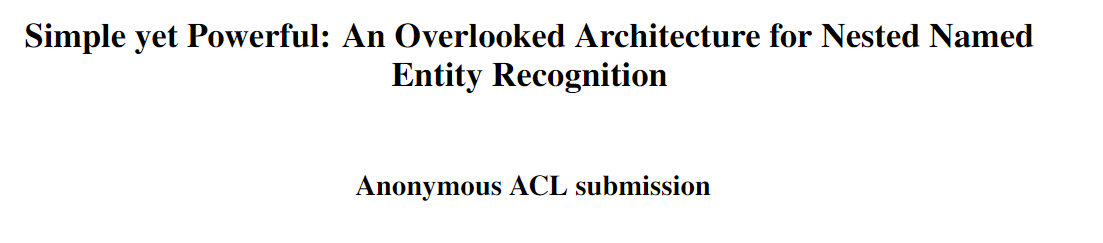 Simple yet Powerful: An Overlooked Architecture for Nested Named
Entity Recognition
Anonymous ACL submission